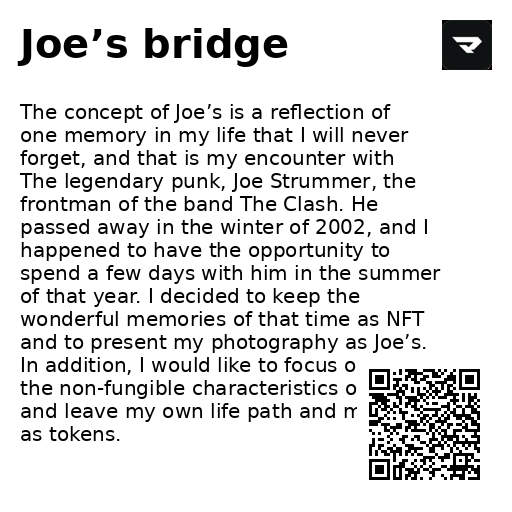 Joe’s bridge
The concept of Joe’s is a reflection of
one memory in my life that I will never
forget, and that is my encounter with
The legendary punk, Joe Strummer, the
frontman of the band The Clash. He
passed away in the winter of 2002, and I
happened to have the opportunity to
spend a few days with him in the summer
of that year. I decided to keep the
wonderful memories of that time as NFT
and to present my photography as Joe’s.
In addition, I would like to focus
the non-fungible characteristics
and leave my own life path and
as tokens.